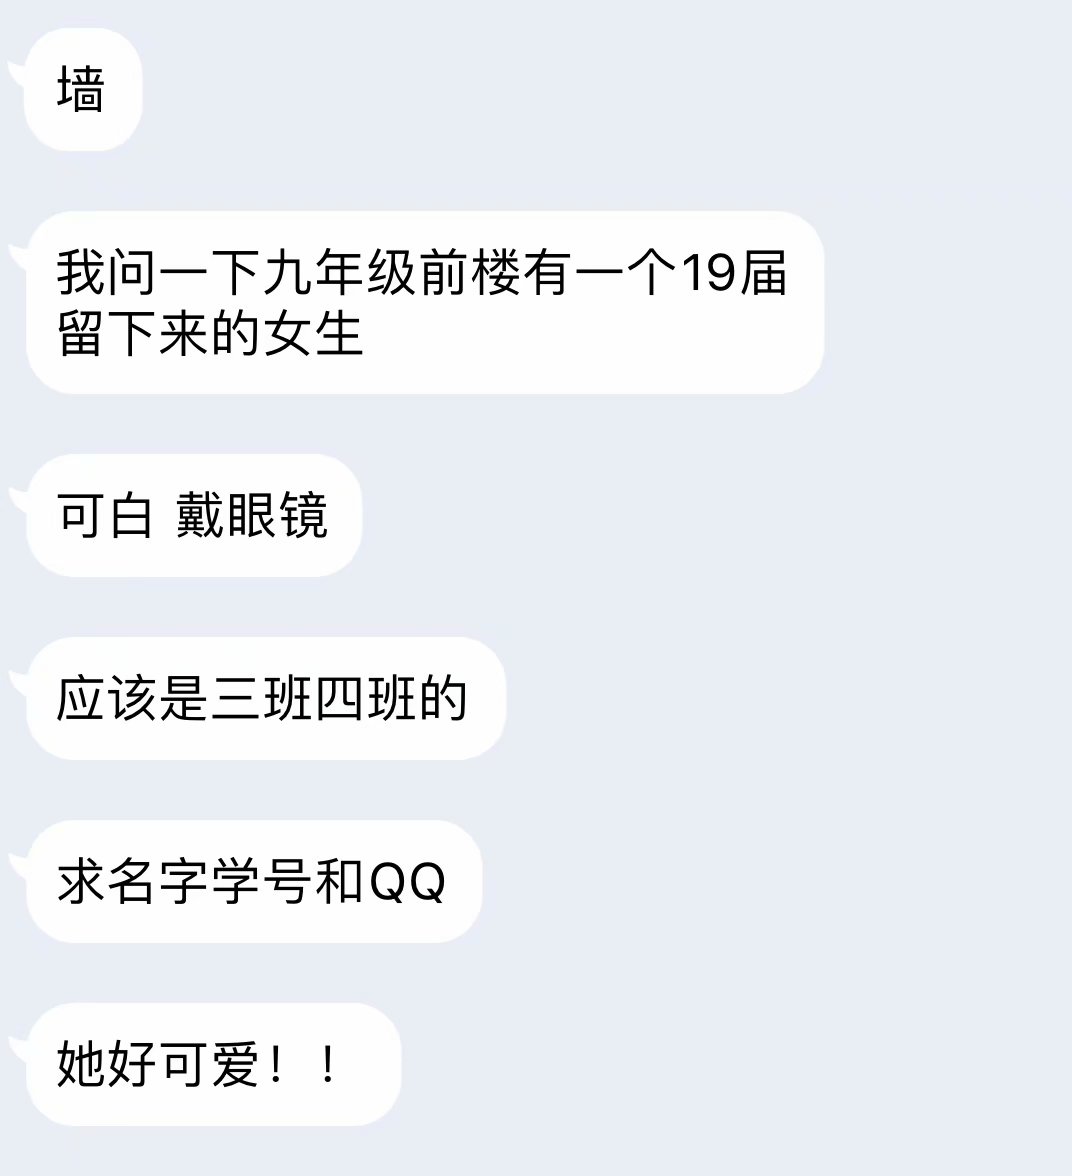 墙
我问一下九年级前楼有一个19届
留下来的女生
可白 戴眼镜
应该是三班四班的
求名字学号和QQ
她好可爱！！